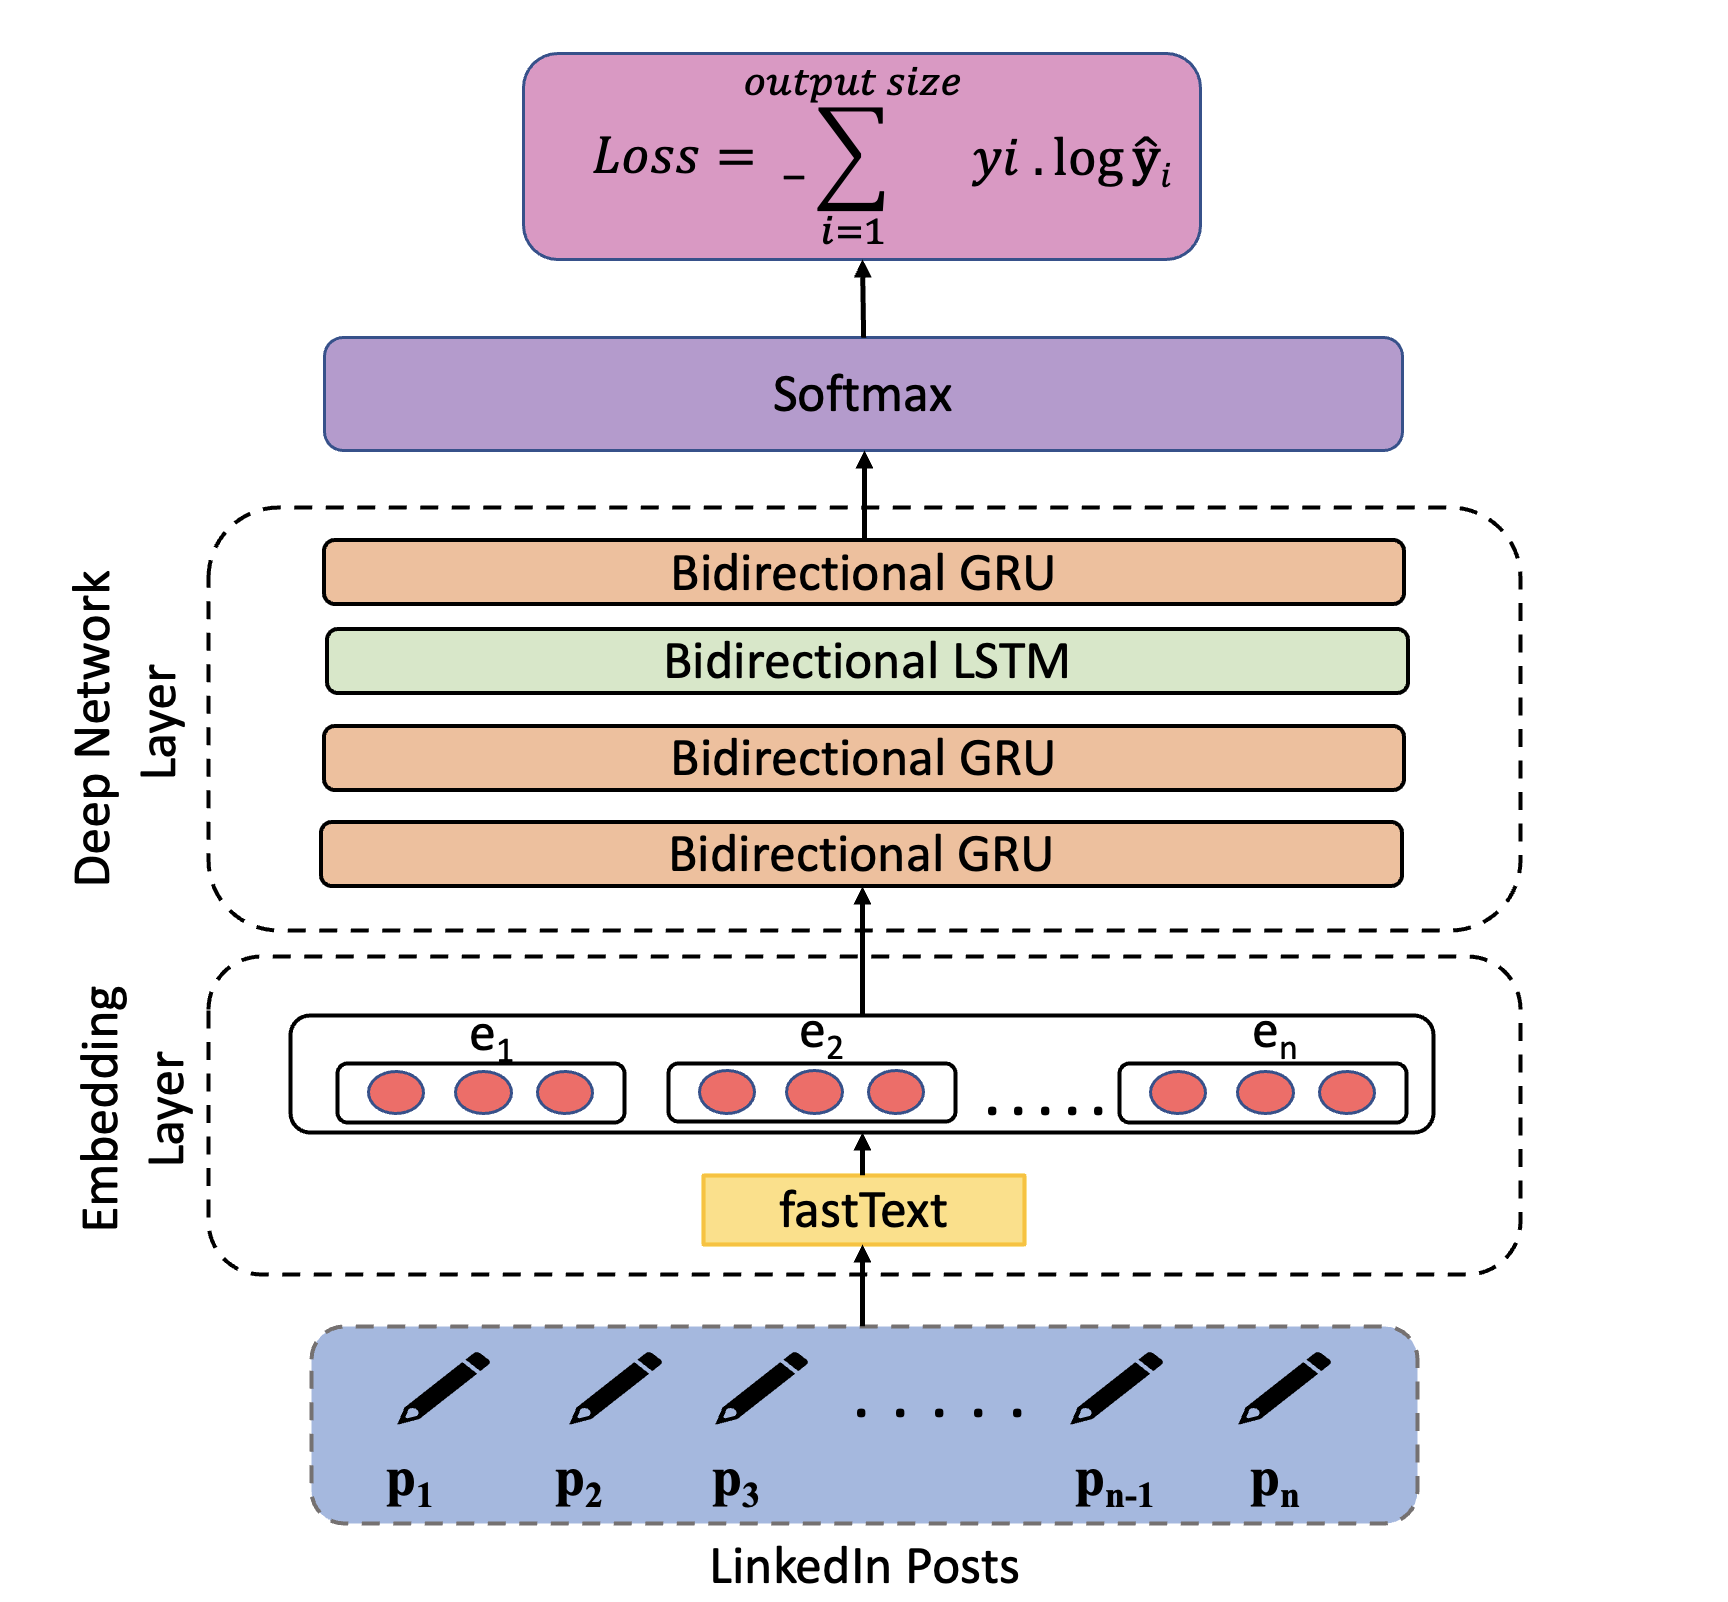 output size
Loss = − ∑ yi . log ŷᵢ
i=1
Softmax
Deep Network
Layer
Bidirectional GRU
Bidirectional LSTM
Bidirectional GRU
Bidirectional GRU
Embedding
Layer
e₁ e₂ ..... eₙ
fastText
p₁ p₂ p₃ ..... pₙ₋₁ pₙ
LinkedIn Posts